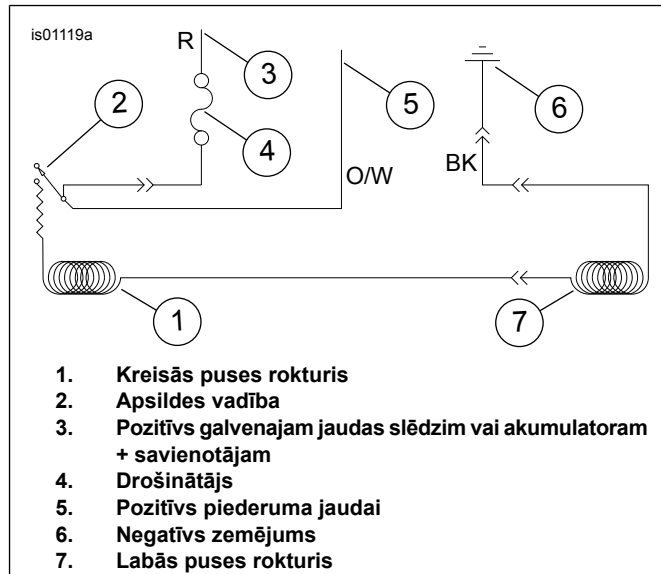 is01119a
R
3
2
4
5
6
O/W
BK
1
7
1. Kreisās puses rokturis
2. Apsildes vadība
3. Pozitīvs galvenajam jaudas slēdzim vai akumulatoram
+ savienotājam
4. Drošinātājs
5. Pozitīvs piederuma jaudai
6. Negatīvs zemējums
7. Labās puses rokturis